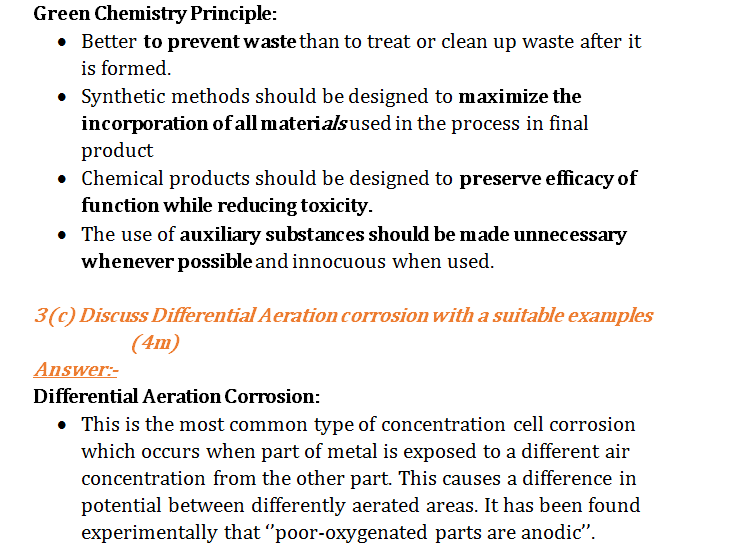 Green Chemistry Principle:
• Better to prevent waste than to treat or clean up waste after it
is formed.
• Synthetic methods should be designed to maximize the
incorporation of all materials used in the process in final
product
• Chemical products should be designed to preserve efficacy of
function while reducing toxicity.
• The use of auxiliary substances should be made unnecessary
whenever possible and innocuous when used.
3(c) Discuss Differential Aeration corrosion with a suitable examples
(4m)
Answer:-
Differential Aeration Corrosion:
• This is the most common type of concentration cell corrosion
which occurs when part of metal is exposed to a different air
concentration from the other part. This causes a difference in
potential between differently aerated areas. It has been found
experimentally that ‘’poor-oxygenated parts are anodic’’.